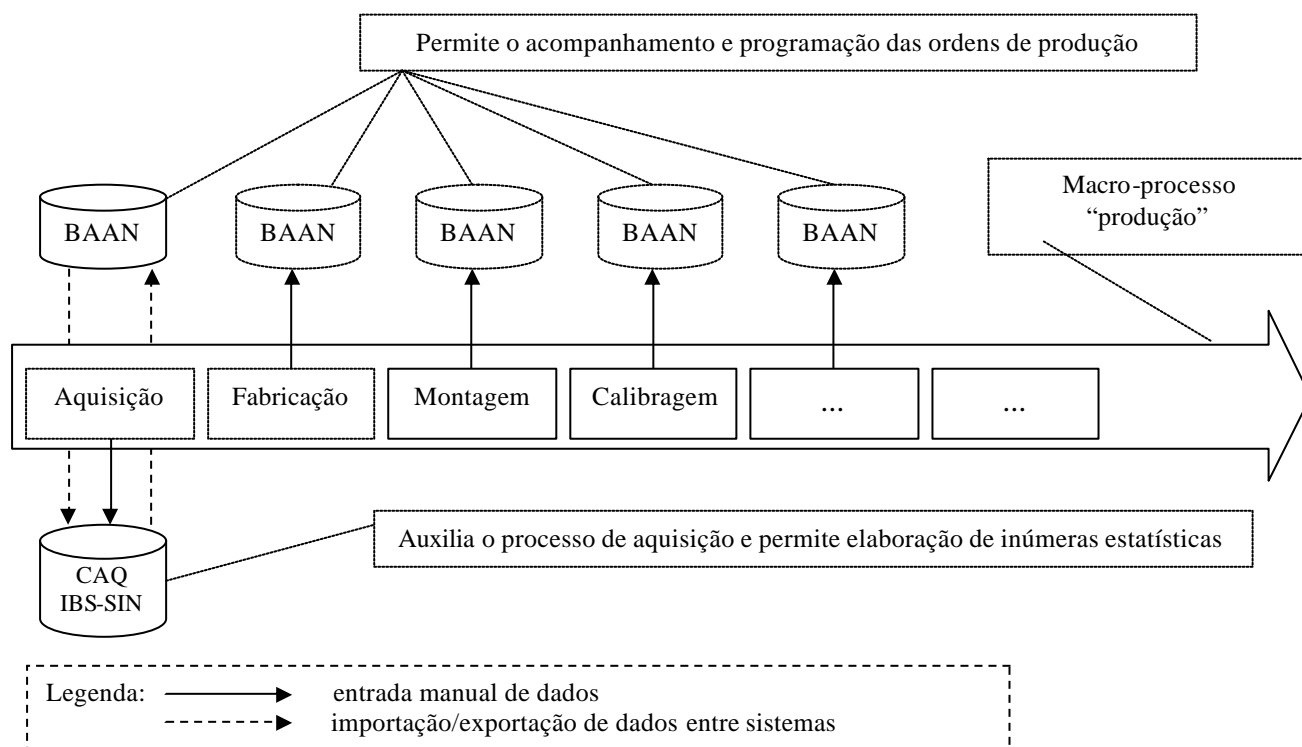 Permite o acompanhamento e programação das ordens de produção
Macro-processo
“produção”
BAAN
BAAN
BAAN
BAAN
BAAN
Aquisição
Fabricação
Montagem
Calibragem
...
...
Auxilia o processo de aquisição e permite elaboração de inúmeras estatísticas
CAQ
IBS-SIN
Legenda:
entrada manual de dados
importação/exportação de dados entre sistemas